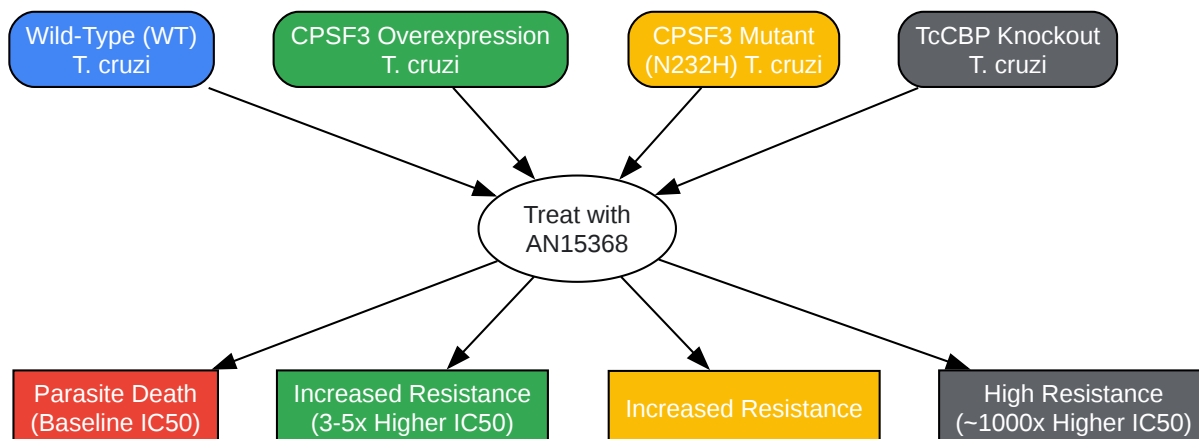 Wild-Type (WT)
T. cruzi
CPSF3 Overexpression
T. cruzi
CPSF3 Mutant
(N232H) T. cruzi
TcCBP Knockout
T. cruzi
Treat with
AN15368
Parasite Death
(Baseline IC50)
Increased Resistance
(3-5x Higher IC50)
Increased Resistance
High Resistance
(~1000x Higher IC50)